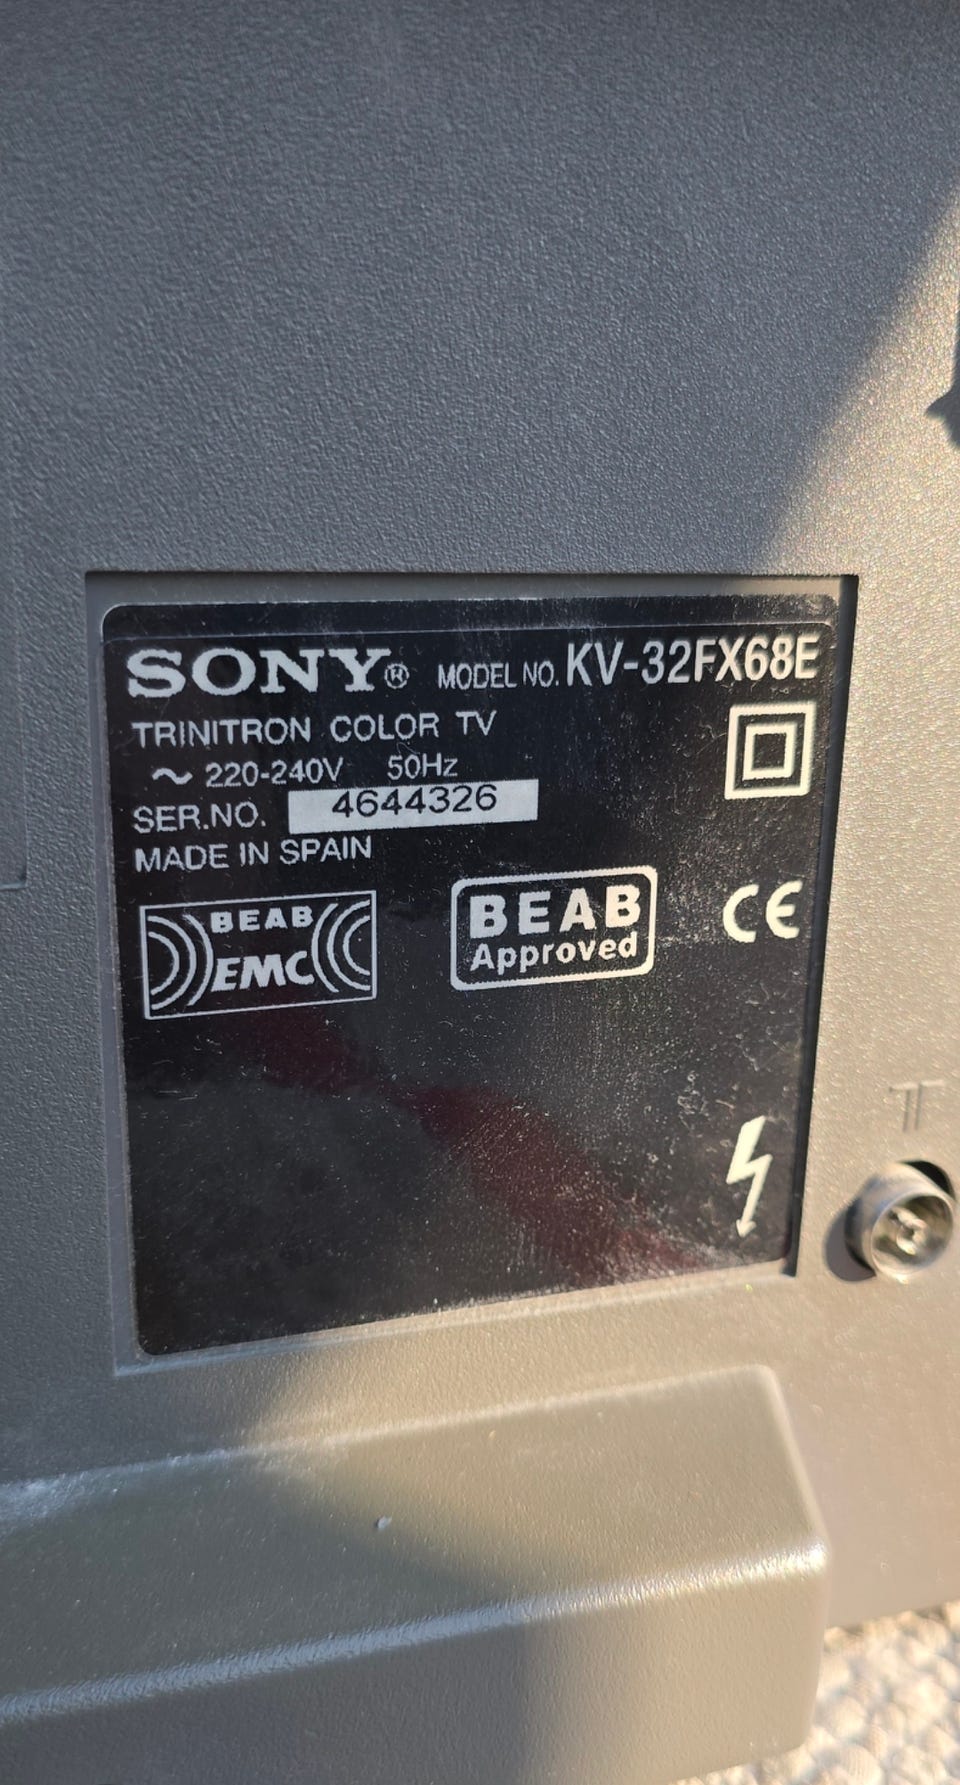 SONY® MODEL NO. KV-32FX68E
TRINITRON COLOR TV
~ 220-240V 50Hz
SER.NO. 4644326
MADE IN SPAIN
BEAB
EMC
BEAB
Approved
CE